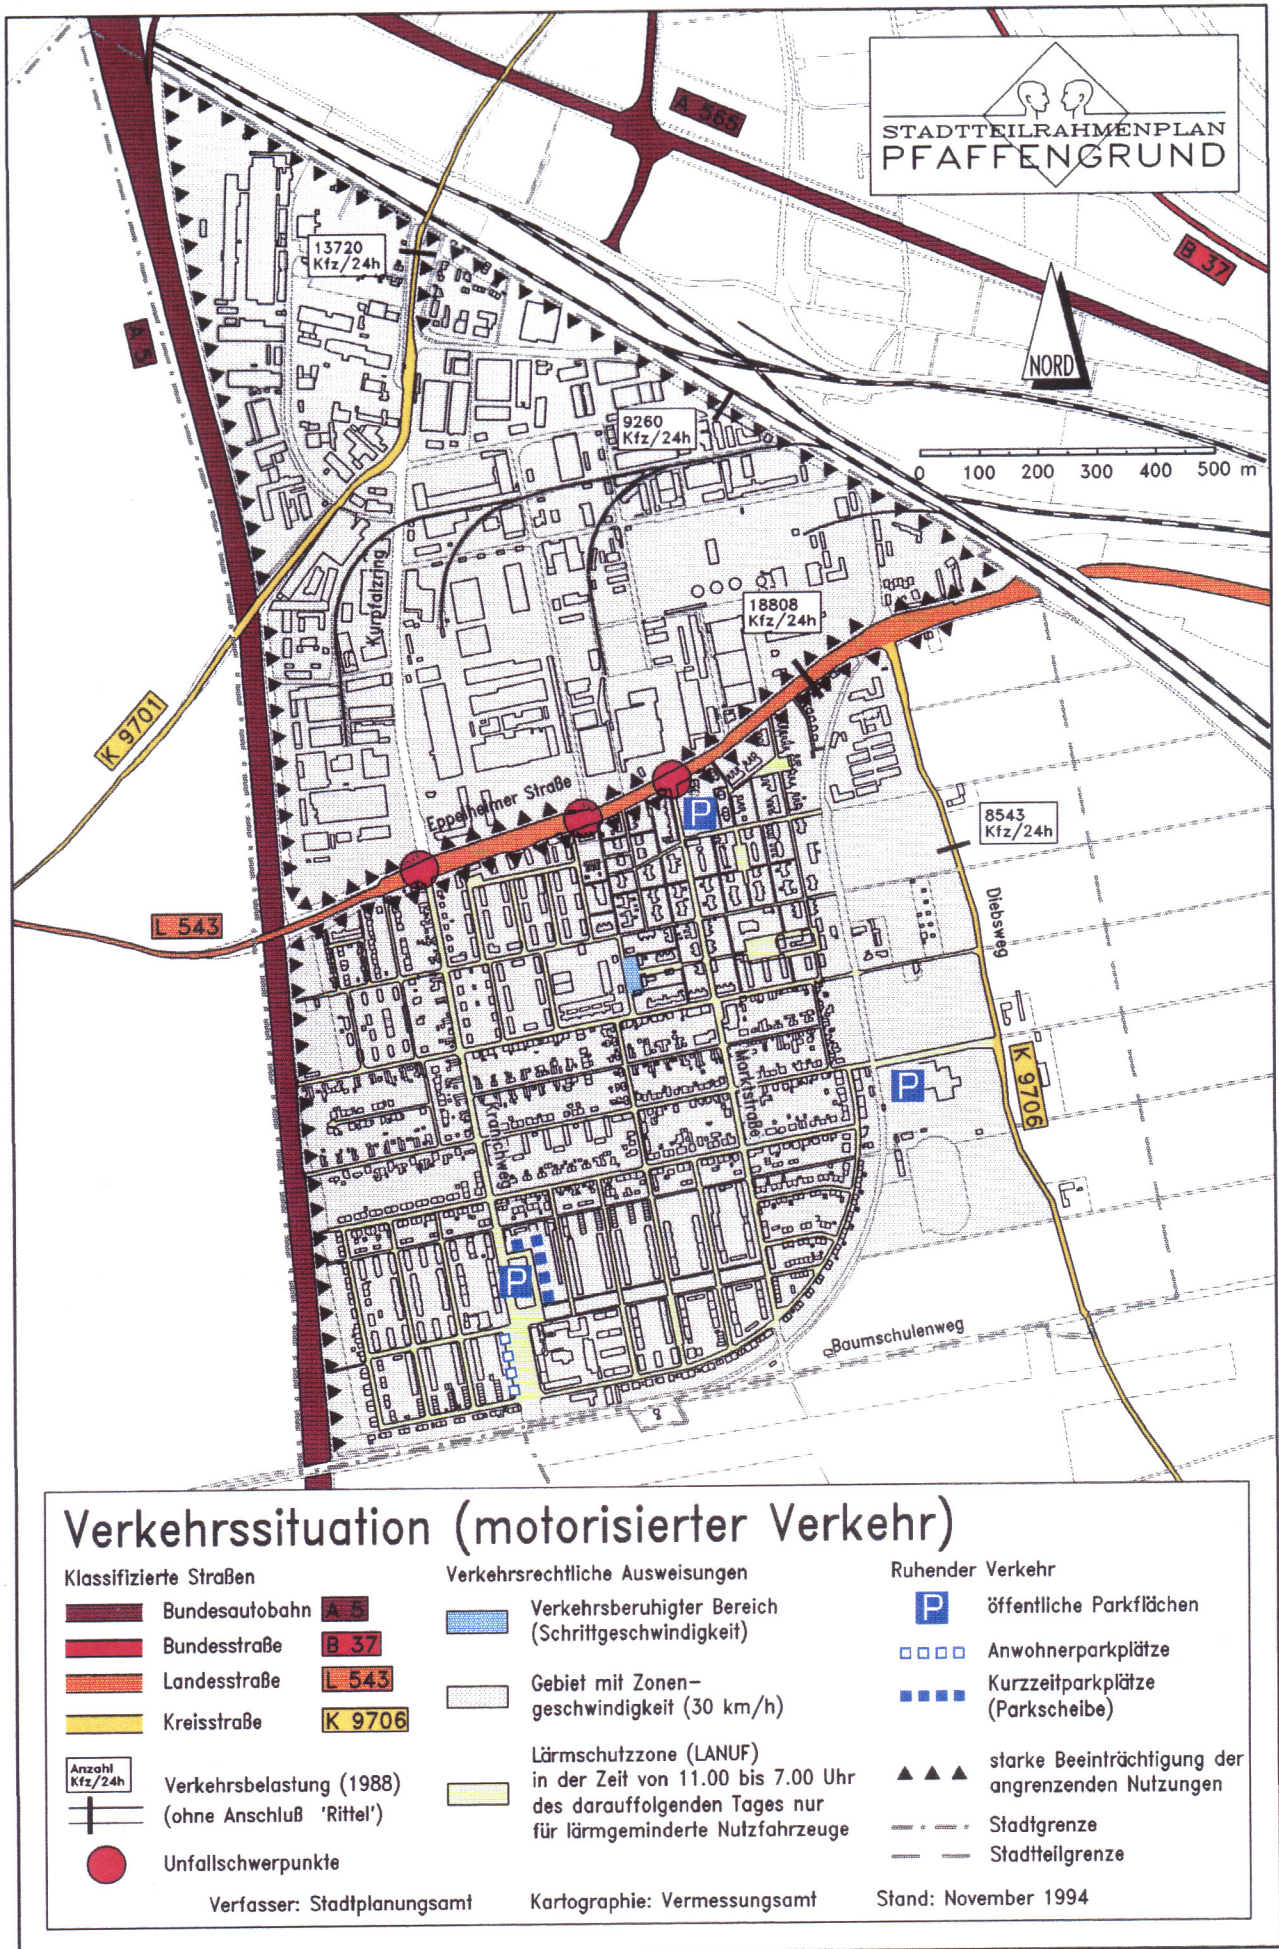 STADTTEILRAHMENPLAN
PFAFFENGRUND
A 565
B 37
13720
Kfz/24h
A 5
NORD
9260
Kfz/24h
0 100 200 300 400 500 m
Kurpfalzring
18808
Kfz/24h
K 9701
Eppelheimer Straße
P
8543
Kfz/24h
L 543
Diebsweg
Marktstraße
P
K 9706
Kranichweg
P
Baumschulenweg
Verkehrssituation (motorisierter Verkehr)
Klassifizierte Straßen
Bundesautobahn A 5
Bundesstraße B 37
Landesstraße L 543
Kreisstraße K 9706
Anzahl
Kfz/24h
Verkehrsbelastung (1988)
(ohne Anschluß 'Rittel')
Unfallschwerpunkte
Verkehrsrechtliche Ausweisungen
Verkehrsberuhigter Bereich
(Schrittgeschwindigkeit)
Gebiet mit Zonen-
geschwindigkeit (30 km/h)
Lärmschutzzone (LANUF)
in der Zeit von 11.00 bis 7.00 Uhr
des darauffolgenden Tages nur
für lärmgeminderte Nutzfahrzeuge
Ruhender Verkehr
P öffentliche Parkflächen
Anwohnerparkplätze
Kurzzeitparkplätze
(Parkscheibe)
starke Beeinträchtigung der
angrenzenden Nutzungen
Stadtgrenze
Stadtteilgrenze
Verfasser: Stadtplanungsamt Kartographie: Vermessungsamt Stand: November 1994